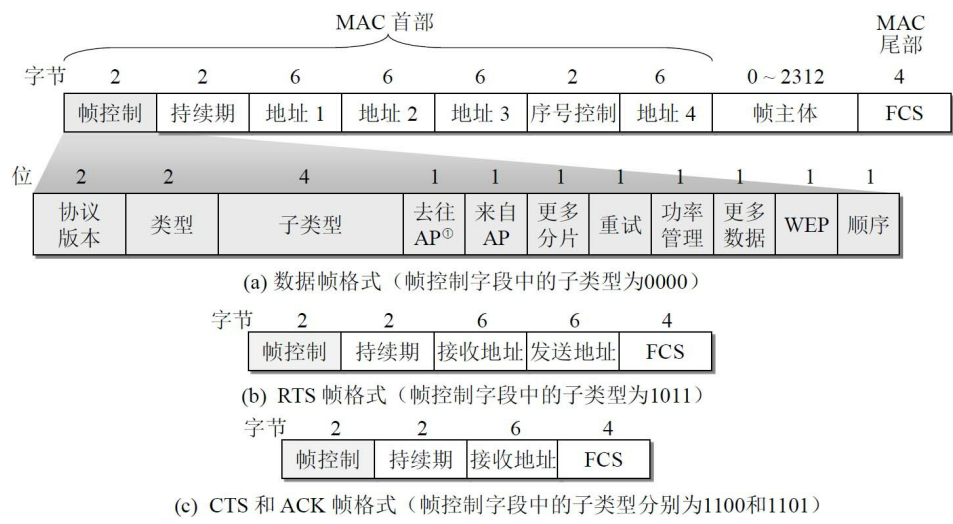 MAC 首部
MAC
尾部
字节 2 2 6 6 6 2 6 0 ~ 2312 4
帧控制 持续期 地址 1 地址 2 地址 3 序号控制 地址 4 帧主体 FCS
位 2 2 4 1 1 1 1 1 1 1 1
协议
版本 类型 子类型 去往
AP① 来自
AP 更多
分片 重试 功率
管理 更多
数据 WEP 顺序
(a) 数据帧格式（帧控制字段中的子类型为0000）
字节 2 2 6 6 4
帧控制 持续期 接收地址 发送地址 FCS
(b) RTS 帧格式（帧控制字段中的子类型为1011）
字节 2 2 6 4
帧控制 持续期 接收地址 FCS
(c) CTS 和 ACK 帧格式（帧控制字段中的子类型分别为1100和1101）